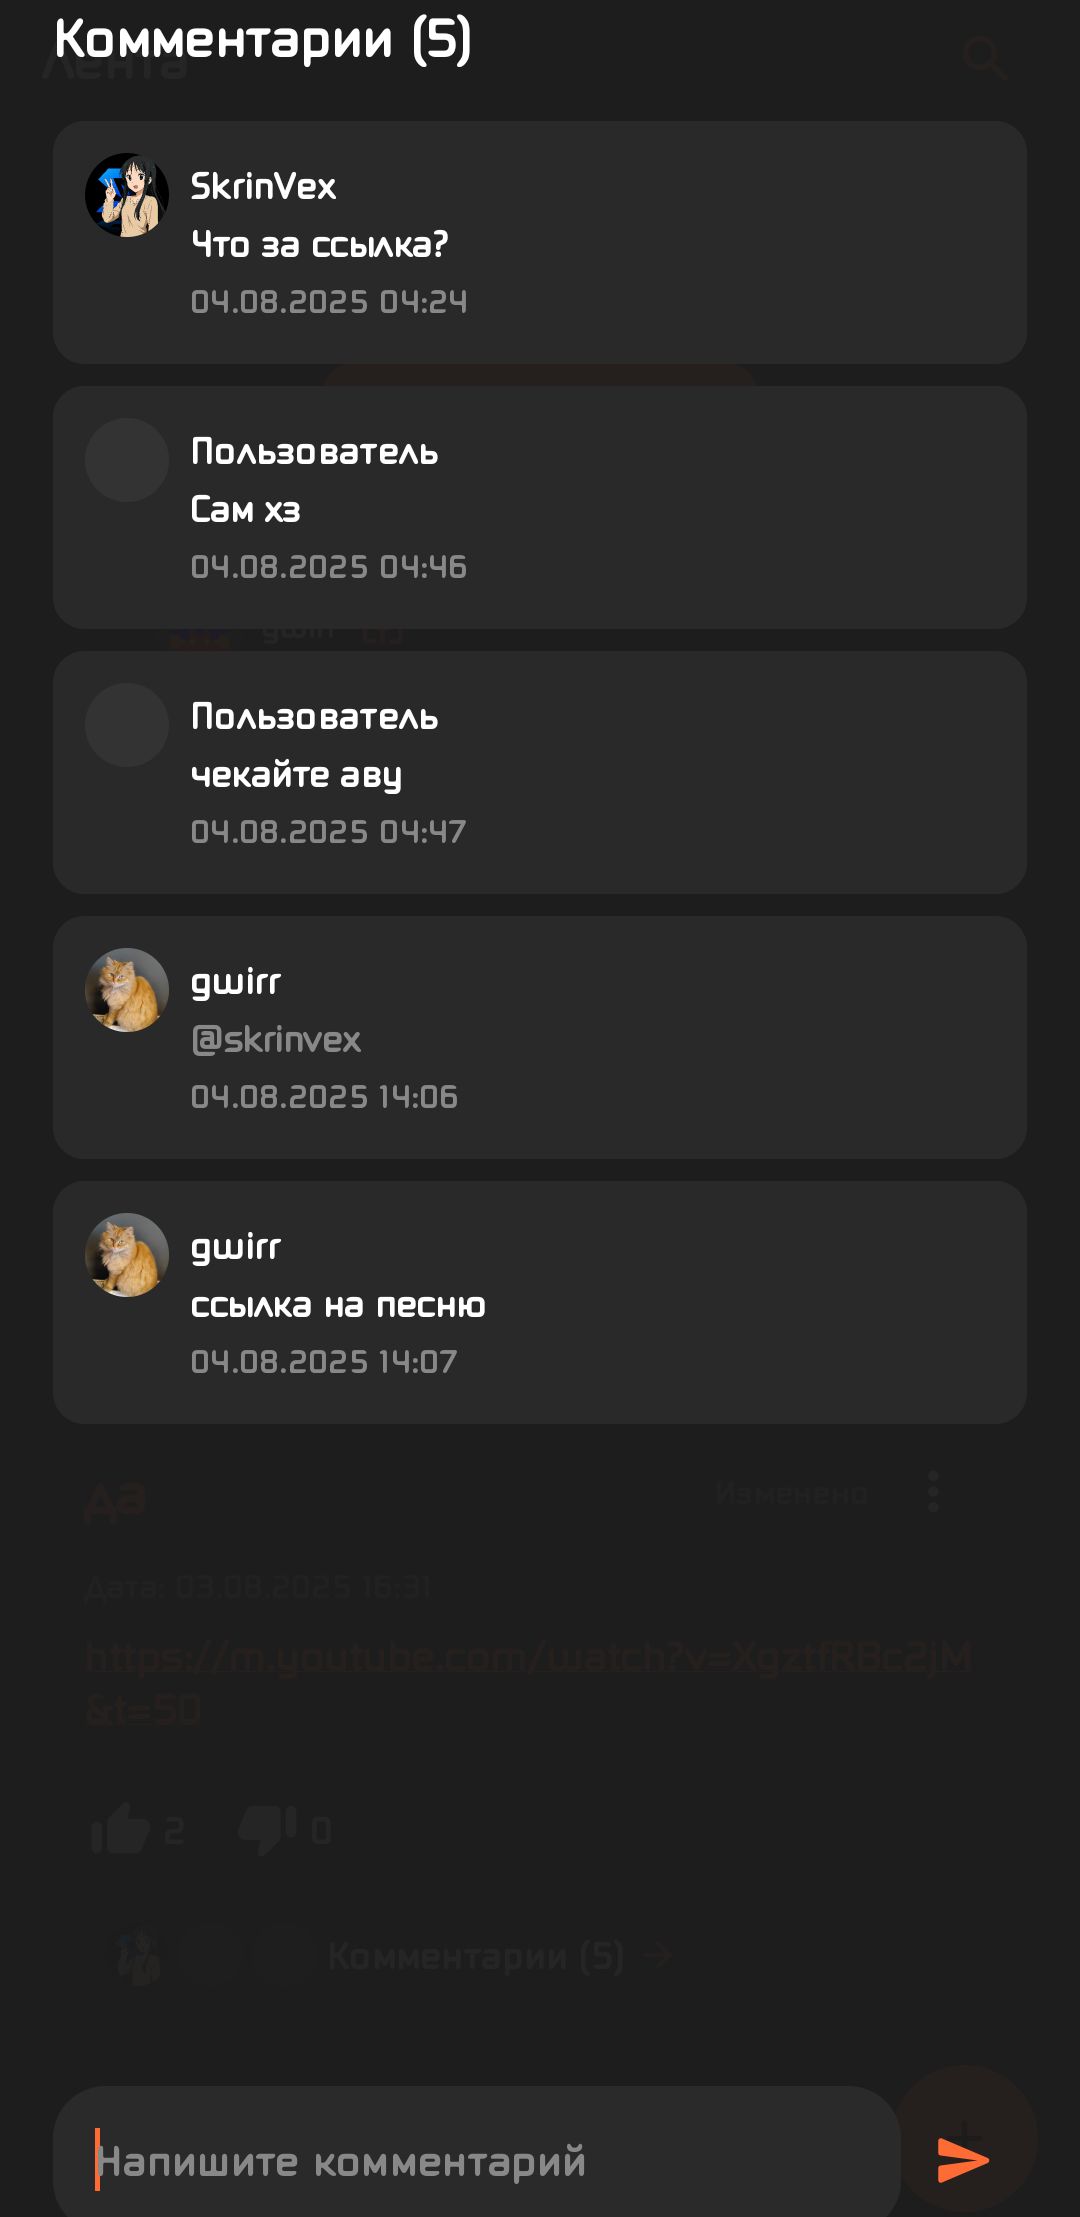 Комментарии (5)
Лента
SkrinVex
Что за ссылка?
04.08.2025 04:24
Пользователь
Сам хз
04.08.2025 04:46
gwin
Пользователь
чекайте аву
04.08.2025 04:47
gwirr
@skrinvex
04.08.2025 14:06
gwirr
ссылка на песню
04.08.2025 14:07
да
Изменено
Дата: 03.08.2025 16:31
https://m.youtube.com/watch?v=XgztfRBc2jM
&t=50
2 0
Комментарии (5)
Напишите комментарий